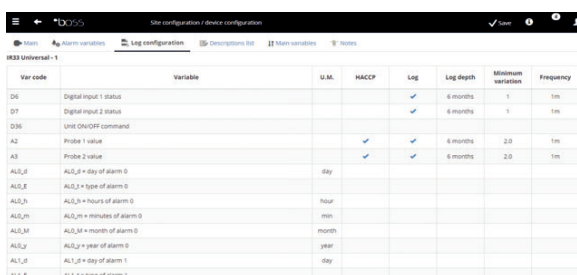 boss Site configuration / device configuration Save 0
Main Alarm variables Log configuration Descriptions list Main variables Notes
IR33 Universal - 1
Var code Variable U.M. HACCP Log Log depth Minimum variation Frequency
D6 Digital input 1 status 6 months 1 1m
D7 Digital input 2 status 6 months 1 1m
D36 Unit ON/OFF command
A2 Probe 1 value 6 months 2.0 1m
A3 Probe 2 value 6 months 2.0 1m
AL0_d AL0_d = day of alarm 0 day
AL0_E AL0_t = type of alarm 0
AL0_h AL0_h = hours of alarm 0 hour
AL0_m AL0_m = minutes of alarm 0 min
AL0_M AL0_M = month of alarm 0 month
AL0_y AL0_y = year of alarm 0 year
AL1_d AL1_d = day of alarm 1 day